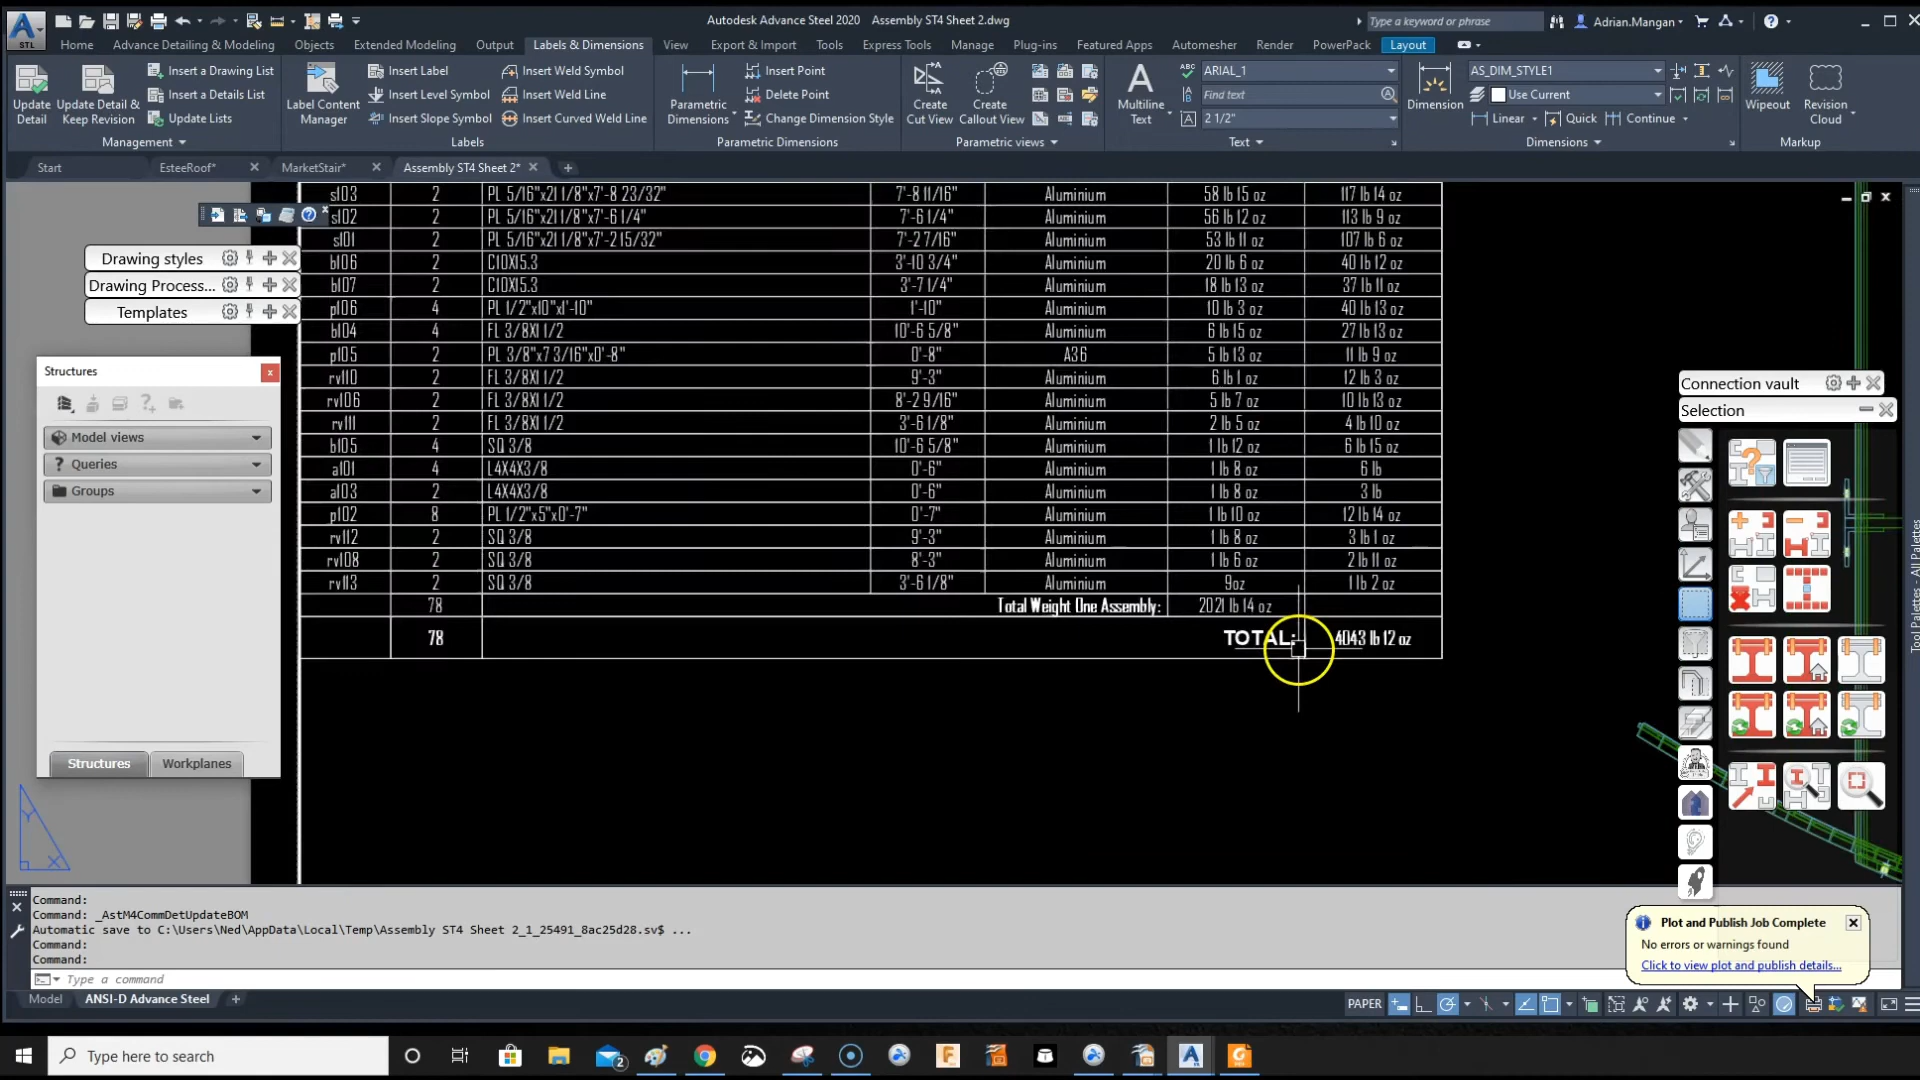 Autodesk Advance Steel 2020 Assembly ST4 Sheet 2.dwg
Type a keyword or phrase
Adrian.Mangan
STL
Home Advance Detailing & Modeling Objects Extended Modeling Output Labels & Dimensions View Export & Import Tools Express Tools Manage Plug-ins Featured Apps Automesher Render PowerPack Layout
Update Detail
Update Detail & Keep Revision
Insert a Drawing List
Insert a Details List
Update Lists
Management
Label Content Manager
Insert Label
Insert Level Symbol
Insert Slope Symbol
Insert Weld Symbol
Insert Weld Line
Insert Curved Weld Line
Labels
Parametric Dimensions
Insert Point
Delete Point
Change Dimension Style
Parametric Dimensions
Create Cut View
Create Callout View
Parametric views
Multiline Text
ABC
ARIAL_1
Find text
2 1/2"
Text
Dimension
AS_DIM_STYLE1
Use Current
Linear Quick Continue
Dimensions
Wipeout
Revision Cloud
Markup
Start EsteeRoof* MarketStair* Assembly ST4 Sheet 2*
s103 2 PL 5/16"x21 1/8"x7'-8 23/32" 7'-8 11/16" Aluminium 58 lb 15 oz 117 lb 14 oz
s102 2 PL 5/16"x21 1/8"x7'-6 1/4" 7'-6 1/4" Aluminium 56 lb 12 oz 113 lb 9 oz
s101 2 PL 5/16"x21 1/8"x7'-2 15/32" 7'-2 7/16" Aluminium 53 lb 11 oz 107 lb 6 oz
b106 2 C10X15.3 3'-10 3/4" Aluminium 20 lb 6 oz 40 lb 12 oz
b107 2 C10X15.3 3'-7 1/4" Aluminium 18 lb 13 oz 37 lb 11 oz
p106 4 PL 1/2"x10"x1'-10" 1'-10" Aluminium 10 lb 3 oz 40 lb 13 oz
b104 4 FL 3/8X1 1/2 10'-6 5/8" Aluminium 6 lb 15 oz 27 lb 13 oz
p105 2 PL 3/8"x7 3/16"x0'-8" 0'-8" A36 5 lb 13 oz 11 lb 9 oz
rv110 2 FL 3/8X1 1/2 9'-3" Aluminium 6 lb 1 oz 12 lb 3 oz
rv106 2 FL 3/8X1 1/2 8'-2 9/16" Aluminium 5 lb 7 oz 10 lb 13 oz
rv111 2 FL 3/8X1 1/2 3'-6 1/8" Aluminium 2 lb 5 oz 4 lb 10 oz
b105 4 SQ 3/8 10'-6 5/8" Aluminium 1 lb 12 oz 6 lb 15 oz
a101 4 L4X4X3/8 0'-6" Aluminium 1 lb 8 oz 6 lb
a103 2 L4X4X3/8 0'-6" Aluminium 1 lb 8 oz 3 lb
p102 8 PL 1/2"x5"x0'-7" 0'-7" Aluminium 1 lb 10 oz 12 lb 14 oz
rv112 2 SQ 3/8 9'-3" Aluminium 1 lb 8 oz 3 lb 1 oz
rv108 2 SQ 3/8 8'-3" Aluminium 1 lb 6 oz 2 lb 11 oz
rv113 2 SQ 3/8 3'-6 1/8" Aluminium 9oz 1 lb 2 oz
78 Total Weight One Assembly: 2021 lb 14 oz
78 TOTAL: 4043 lb 12 oz
Drawing styles
Drawing Process...
Templates
Structures
Model views
Queries
Groups
Structures Workplanes
Connection vault
Selection
Tool Palettes - All Palettes
Command:
Command: _AstM4CommDetUpdateBOM
Automatic save to C:\Users\Ned\AppData\Local\Temp\Assembly ST4 Sheet 2_1_25491_8ac25d28.sv$ ...
Command:
Command:
Type a command
Plot and Publish Job Complete
No errors or warnings found
Click to view plot and publish details...
Model ANSI-D Advance Steel
PAPER
Type here to search
2